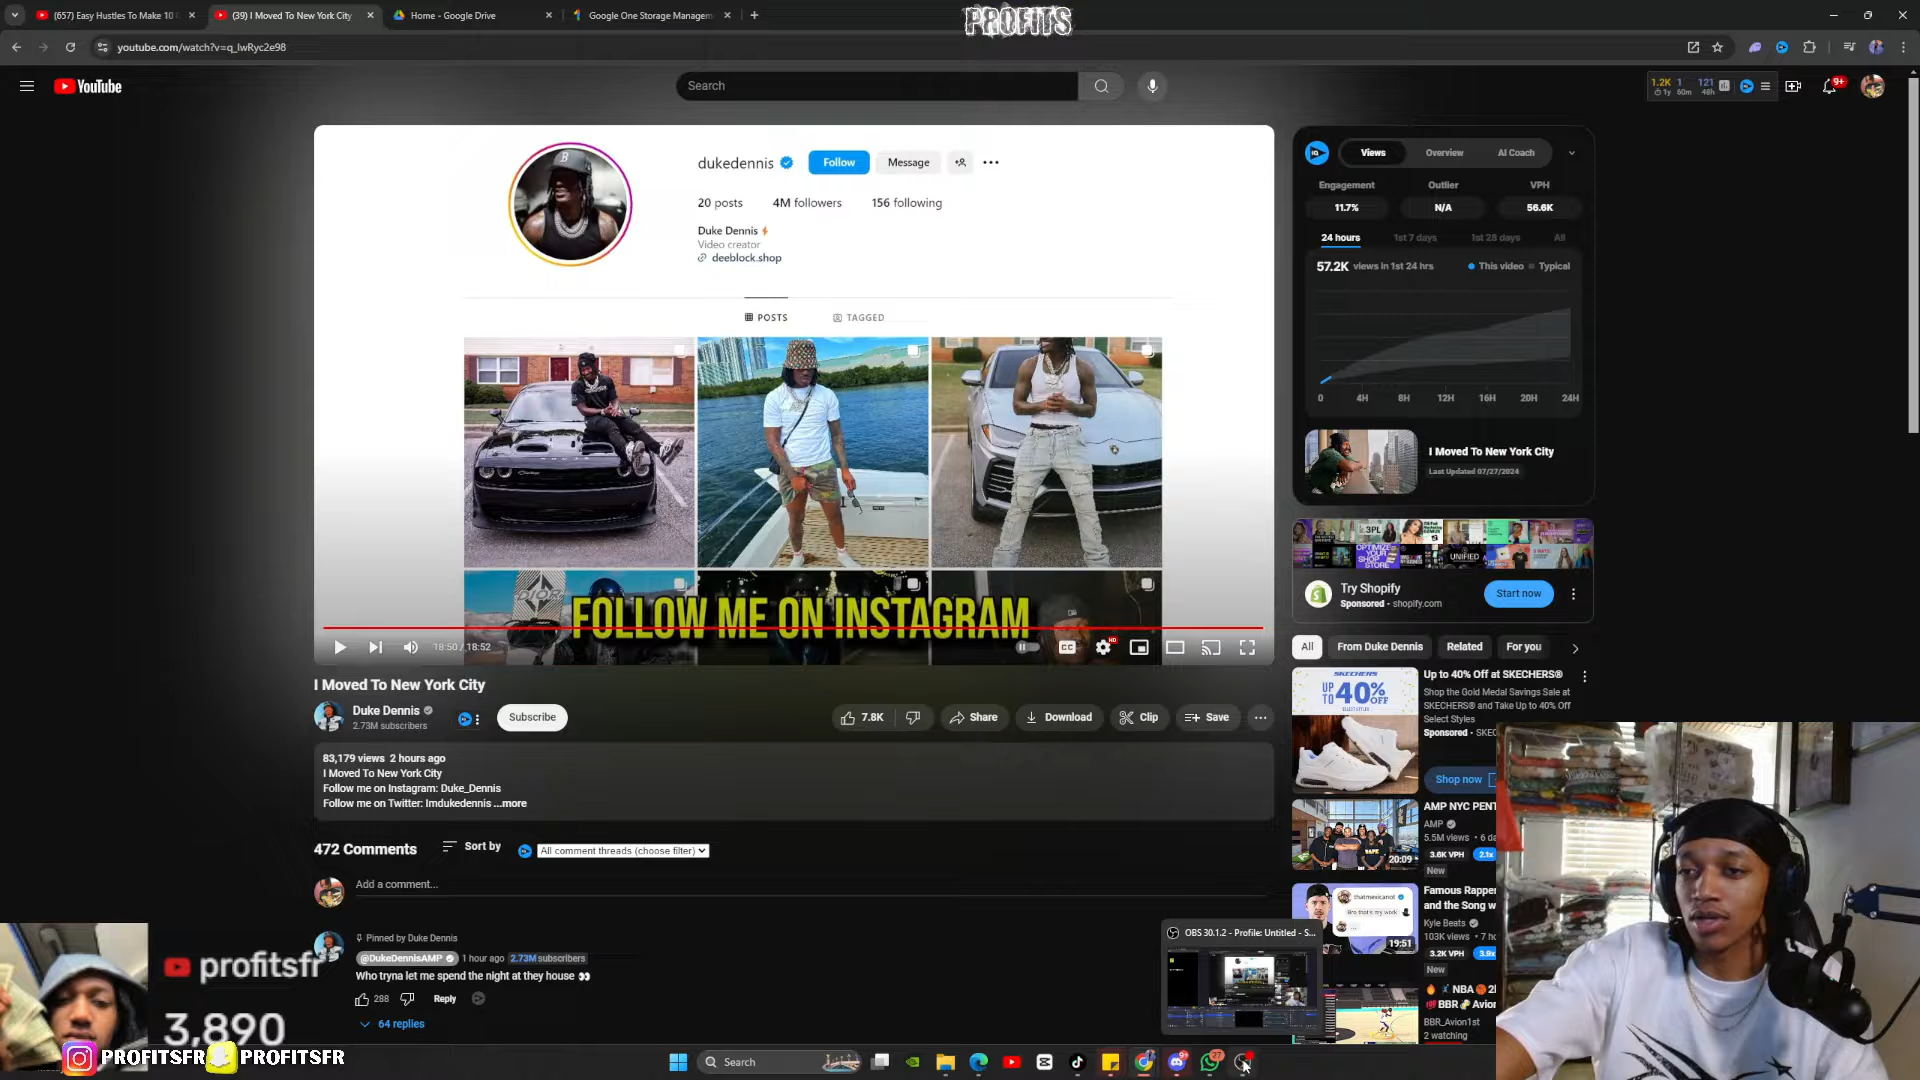 (657) Easy Hustles To Make 10
(39) I Moved To New York City
Home - Google Drive
Google One Storage Managem
PROFITS
youtube.com/watch?v=q_lwRyc2e98
YouTube
Search
1.2K 1 121
1y 60m 48h
9+
dukedennis
Follow
Message
20 posts
4M followers
156 following
Duke Dennis
Video creator
deeblock.shop
POSTS
TAGGED
FOLLOW ME ON INSTAGRAM
18:50 / 18:52
CC
HD
IQ
Views
Overview
AI Coach
Engagement
Outlier
VPH
11.7%
N/A
56.6K
24 hours
1st 7 days
1st 28 days
All
57.2K views in 1st 24 hrs
This video
Typical
0 4H 8H 12H 16H 20H 24H
I Moved To New York City
Last Updated 07/27/2024
3PL
OPTIMIZE YOUR SHOP STORE
UNIFIED
Try Shopify
Sponsored · shopify.com
Start now
All
From Duke Dennis
Related
For you
I Moved To New York City
Duke Dennis
2.73M subscribers
Subscribe
7.8K
Share
Download
Clip
Save
83,179 views 2 hours ago
I Moved To New York City
Follow me on Instagram: Duke_Dennis
Follow me on Twitter: Imdukedennis ...more
472 Comments
Sort by
All comment threads (choose filter)
Add a comment...
Pinned by Duke Dennis
@DukeDennisAMP 1 hour ago 2.73M subscribers
Who tryna let me spend the night at they house
288
Reply
64 replies
SKECHERS
UP TO 40% OFF
Up to 40% Off at SKECHERS®
Shop the Gold Medal Savings Sale at
SKECHERS® and Take Up to 40% Off
Select Styles
Sponsored · SKEC
Shop now
20:09
AMP NYC PENT
AMP
5.5M views · 6 da
3.6K VPH 2.1x
New
thatmexicanot
Bro that's my work
19:51
Famous Rapper
and the Song w
Kyle Beats
103K views · 7 ho
3.2K VPH 3.9x
New
NBA 2
BBR Avion
BBR_Avion1st
2 watching
OBS 30.1.2 - Profile: Untitled - S...
profitsfr
3,890
PROFITSFR
PROFITSFR
Search
9+
27